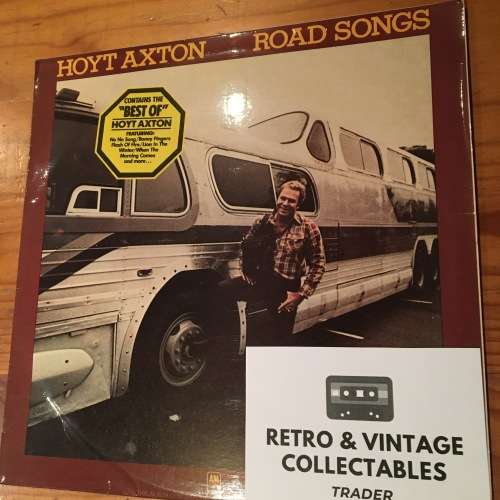 HOYT AXTON ROAD SONGS
CONTAINS THE
"BEST OF"
HOYT AXTON
FEATURING:
No No Song/Boney Fingers
Flash Of Fire/Lion In The
Winter/When The
Morning Comes
and more...
RETRO & VINTAGE
COLLECTABLES
TRADER
A&M